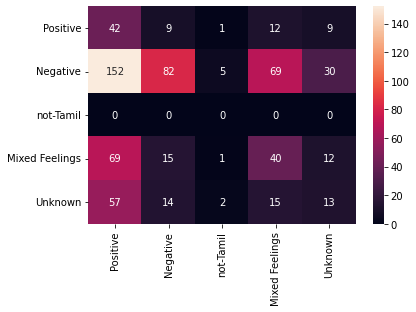 Positive 42 9 1 12 9
Negative 152 82 5 69 30
not-Tamil 0 0 0 0 0
Mixed Feelings 69 15 1 40 12
Unknown 57 14 2 15 13
Positive Negative not-Tamil Mixed Feelings Unknown
140
120
100
80
60
40
20
0